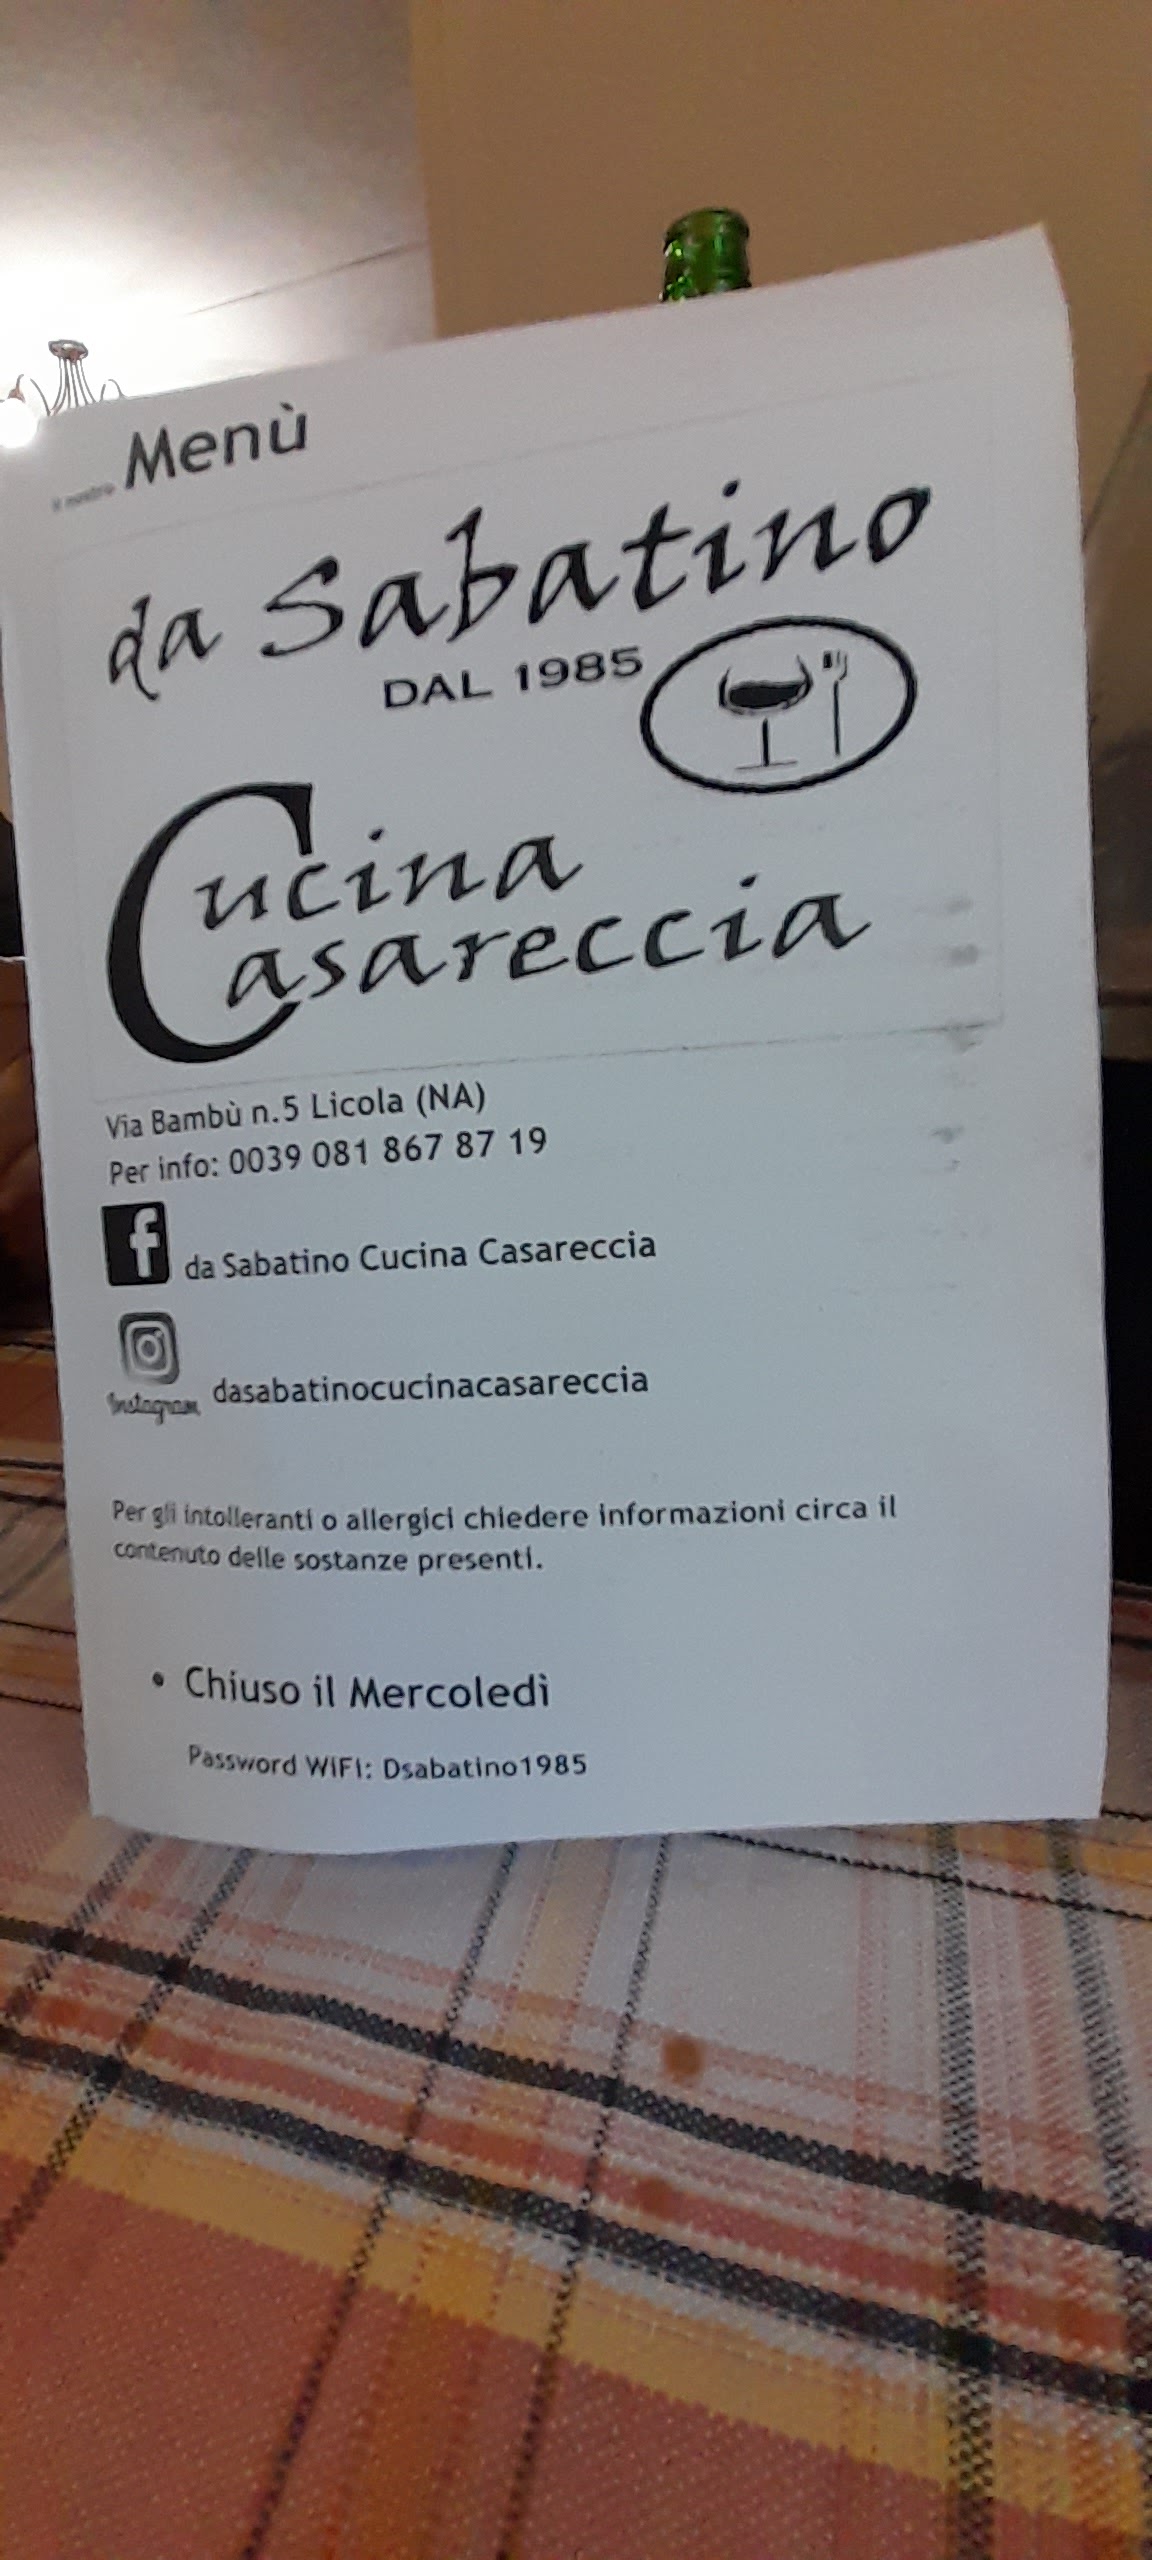 Il nostro Menù
da Sabatino
DAL 1985
Cucina
Casareccia
Via Bambù n.5 Licola (NA)
Per info: 0039 081 867 87 19
f da Sabatino Cucina Casareccia
Instagram dasabatinocucinacasareccia
Per gli intolleranti o allergici chiedere informazioni circa il
contenuto delle sostanze presenti.
• Chiuso il Mercoledì
Password WiFi: Dsabatino1985